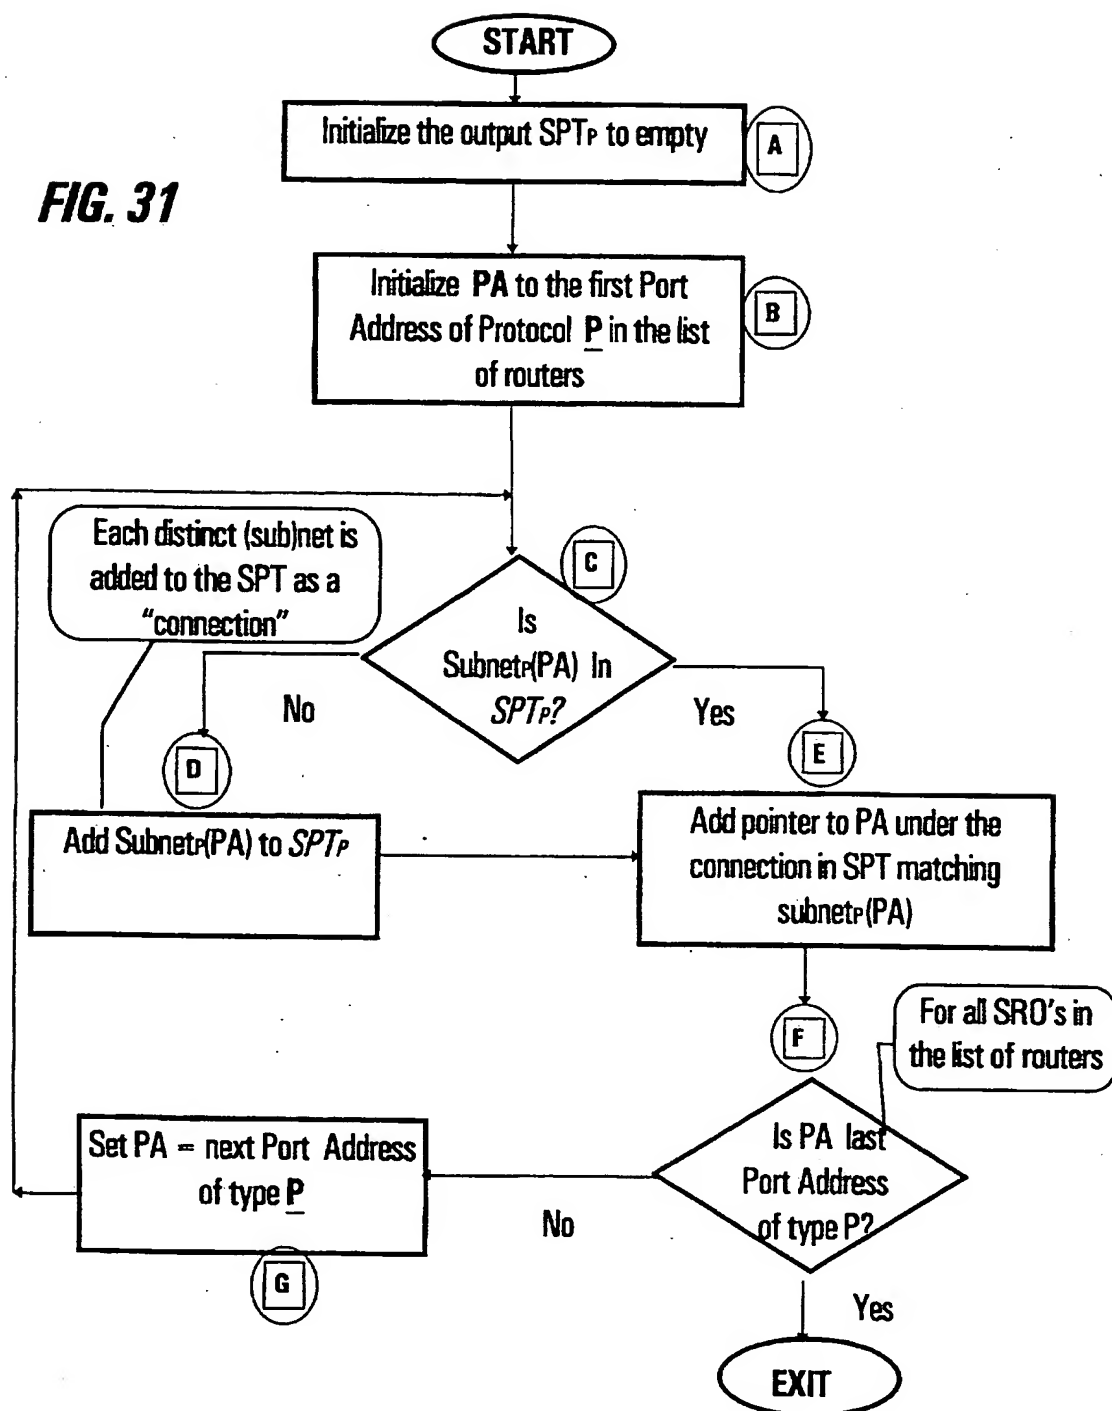 START
Initialize the output SPTP to empty
A
FIG. 31
Initialize PA to the first Port
Address of Protocol P in the list
of routers
B
Each distinct (sub)net is
added to the SPT as a
"connection"
C
Is
SubnetP(PA) In
SPTP?
No
Yes
D
E
Add SubnetP(PA) to SPTP
Add pointer to PA under the
connection in SPT matching
subnetP(PA)
F
For all SRO's in
the list of routers
Set PA = next Port Address
of type P
Is PA last
Port Address
of type P?
No
G
Yes
EXIT